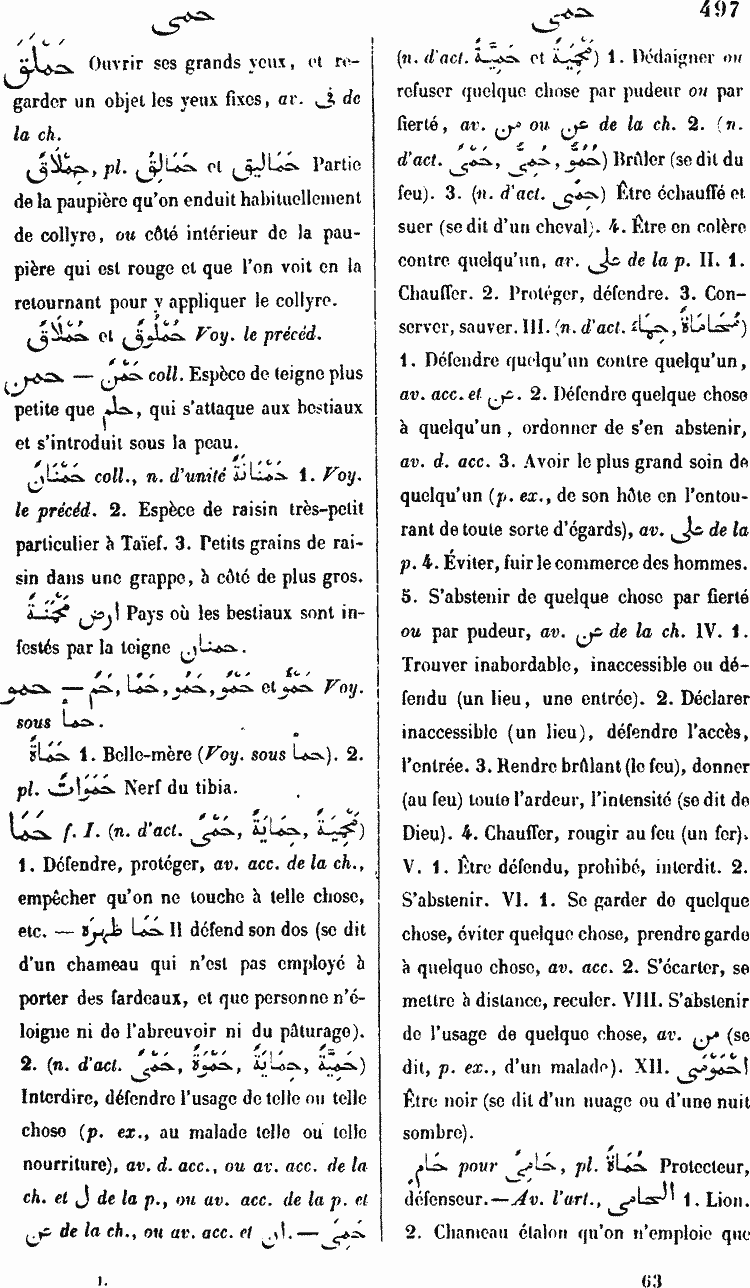 حمى
حمى 497
حَمْلَقَ Ouvrir ses grands yeux, et re-
garder un objet les yeux fixes, av. فى de
la ch.
حِمْلَاقٌ, pl. حَمَالِقُ et حَمَالِيقُ Partie
de la paupière qu'on enduit habituellement
de collyre, ou côté intérieur de la pau-
pière qui est rouge et que l'on voit en la
retournant pour y appliquer le collyre.
حُمْلَاقٌ et حُمْلُوقٌ Voy. le précéd.
حمن — حَمْنٌ coll. Espèce de teigne plus
petite que حلم, qui s'attaque aux bestiaux
et s'introduit sous la peau.
حَمْنَانٌ coll., n. d'unité حَمْنَانَةٌ 1. Voy.
le précéd. 2. Espèce de raisin très-petit
particulier à Taïef. 3. Petits grains de rai-
sin dans une grappe, à côté de plus gros.
ارض مُحْمِنَةٌ Pays où les bestiaux sont in-
festés par la teigne حمنان.
حمو — حَمٌ, حَمًا, حَمُو, حَمْوٌ et حَمْوٌ Voy.
sous حما.
حَمَاةٌ 1. Belle-mère (Voy. sous حما). 2.
pl. حَمَوَاتٌ Nerf du tibia.
حَمَا f. I. (n. d'act. حَمْىٌ, حِمَايَةٌ, مَحْمِيَةٌ)
1. Défendre, protéger, av. acc. de la ch.,
empêcher qu'on ne touche à telle chose,
etc. — حَمَا ظهره Il défend son dos (se dit
d'un chameau qui n'est pas employé à
porter des fardeaux, et que personne n'é-
loigne ni de l'abreuvoir ni du pâturage).
2. (n. d'act. حَمْىٌ, حَمْوَةٌ, حِمَايَةٌ, حِمْيَةٌ)
Interdire, défendre l'usage de telle ou telle
chose (p. ex., au malade telle ou telle
nourriture), av. d. acc., ou av. acc. de la
ch. et ل de la p., ou av. acc. de la p. et
عن de la ch., ou av. acc. et ان. — حَمِىَ
(n. d'act. حَمِيَّةٌ et مَحْمِيَةٌ) 1. Dédaigner ou
refuser quelque chose par pudeur ou par
fierté, av. من ou عن de la ch. 2. (n.
d'act. حَمْىٌ, حُمِىٌّ, حُمُوٌّ) Brûler (se dit du
feu). 3. (n. d'act. حَمْىٌ) Être échauffé et
suer (se dit d'un cheval). 4. Être en colère
contre quelqu'un, av. على de la p. II. 1.
Chauffer. 2. Protéger, défendre. 3. Con-
server, sauver. III. (n. d'act. حِمَاءٌ, مُحَامَاةٌ)
1. Défendre quelqu'un contre quelqu'un,
av. acc. et عن. 2. Défendre quelque chose
à quelqu'un, ordonner de s'en abstenir,
av. d. acc. 3. Avoir le plus grand soin de
quelqu'un (p. ex., de son hôte en l'entou-
rant de toute sorte d'égards), av. على de la
p. 4. Éviter, fuir le commerce des hommes.
5. S'abstenir de quelque chose par fierté
ou par pudeur, av. عن de la ch. IV. 1.
Trouver inabordable, inaccessible ou dé-
fendu (un lieu, une entrée). 2. Déclarer
inaccessible (un lieu), défendre l'accès,
l'entrée. 3. Rendre brûlant (le feu), donner
(au feu) toute l'ardeur, l'intensité (se dit de
Dieu). 4. Chauffer, rougir au feu (un fer).
V. 1. Être défendu, prohibé, interdit. 2.
S'abstenir. VI. 1. Se garder de quelque
chose, éviter quelque chose, prendre garde
à quelque chose, av. acc. 2. S'écarter, se
mettre à distance, reculer. VIII. S'abstenir
de l'usage de quelque chose, av. من (se
dit, p. ex., d'un malade). XII. احْمَوْمَى
Être noir (se dit d'un nuage ou d'une nuit
sombre).
حَامٍ pour حَامِىٌ, pl. حُمَاةٌ Protecteur,
défenseur. — Av. l'art., الحامى 1. Lion.
2. Chameau étalon qu'on n'emploie que
I. 63